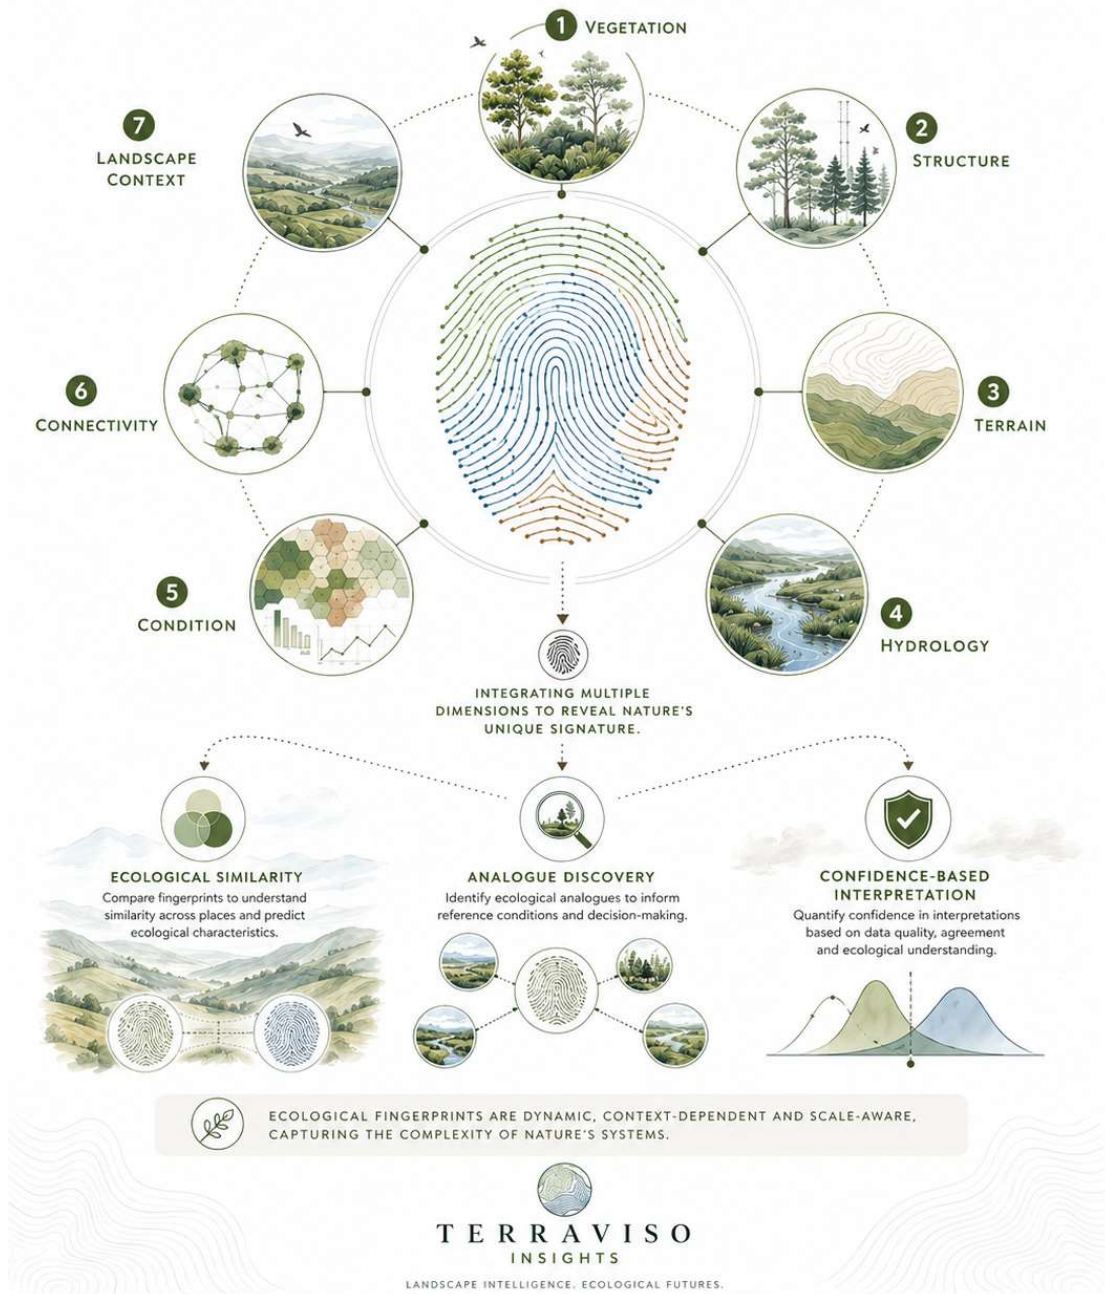 1 VEGETATION
2
STRUCTURE
3
TERRAIN
4
HYDROLOGY
5
CONDITION
6
CONNECTIVITY
7
LANDSCAPE
CONTEXT
INTEGRATING MULTIPLE
DIMENSIONS TO REVEAL NATURE'S
UNIQUE SIGNATURE.
ECOLOGICAL SIMILARITY
Compare fingerprints to understand
similarity across places and predict
ecological characteristics.
ANALOGUE DISCOVERY
Identify ecological analogues to inform
reference conditions and decision-making.
CONFIDENCE-BASED
INTERPRETATION
Quantify confidence in interpretations
based on data quality, agreement
and ecological understanding.
ECOLOGICAL FINGERPRINTS ARE DYNAMIC, CONTEXT-DEPENDENT AND SCALE-AWARE,
CAPTURING THE COMPLEXITY OF NATURE'S SYSTEMS.
TERRAVISO
INSIGHTS
LANDSCAPE INTELLIGENCE. ECOLOGICAL FUTURES.